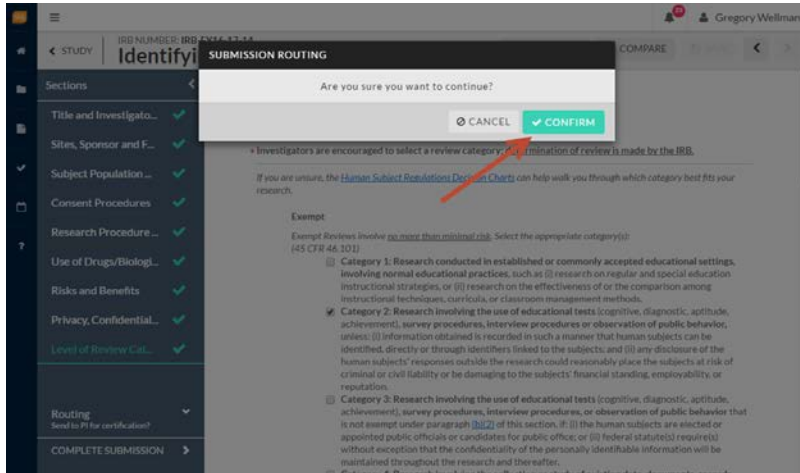 28
Gregory Wellman
STUDY
IRB NUMBER: IRB-FY16-17-14
Identifyi
COMPARE
SUBMISSION ROUTING
Are you sure you want to continue?
CANCEL
CONFIRM
Sections
Title and Investigato...
Sites, Sponsor and F...
Subject Population ...
Consent Procedures
Research Procedure ...
Use of Drugs/Biologi...
Risks and Benefits
Privacy, Confidential...
Level of Review Cat...
Routing
Send to PI for certification?
COMPLETE SUBMISSION
• Investigators are encouraged to select a review category; determination of review is made by the IRB.
If you are unsure, the Human Subject Regulations Decision Charts can help walk you through which category best fits your
research.
Exempt
Exempt Reviews involve no more than minimal risk. Select the appropriate category(s):
(45 CFR 46.101)
Category 1: Research conducted in established or commonly accepted educational settings,
involving normal educational practices, such as (i) research on regular and special education
instructional strategies, or (ii) research on the effectiveness of or the comparison among
instructional techniques, curricula, or classroom management methods.
Category 2: Research involving the use of educational tests (cognitive, diagnostic, aptitude,
achievement), survey procedures, interview procedures or observation of public behavior,
unless: (i) information obtained is recorded in such a manner that human subjects can be
identified, directly or through identifiers linked to the subjects; and (ii) any disclosure of the
human subjects' responses outside the research could reasonably place the subjects at risk of
criminal or civil liability or be damaging to the subjects' financial standing, employability, or
reputation.
Category 3: Research involving the use of educational tests (cognitive, diagnostic, aptitude,
achievement), survey procedures, interview procedures, or observation of public behavior that
is not exempt under paragraph (b)(2) of this section, if: (i) the human subjects are elected or
appointed public officials or candidates for public office; or (ii) federal statute(s) require(s)
without exception that the confidentiality of the personally identifiable information will be
maintained throughout the research and thereafter.